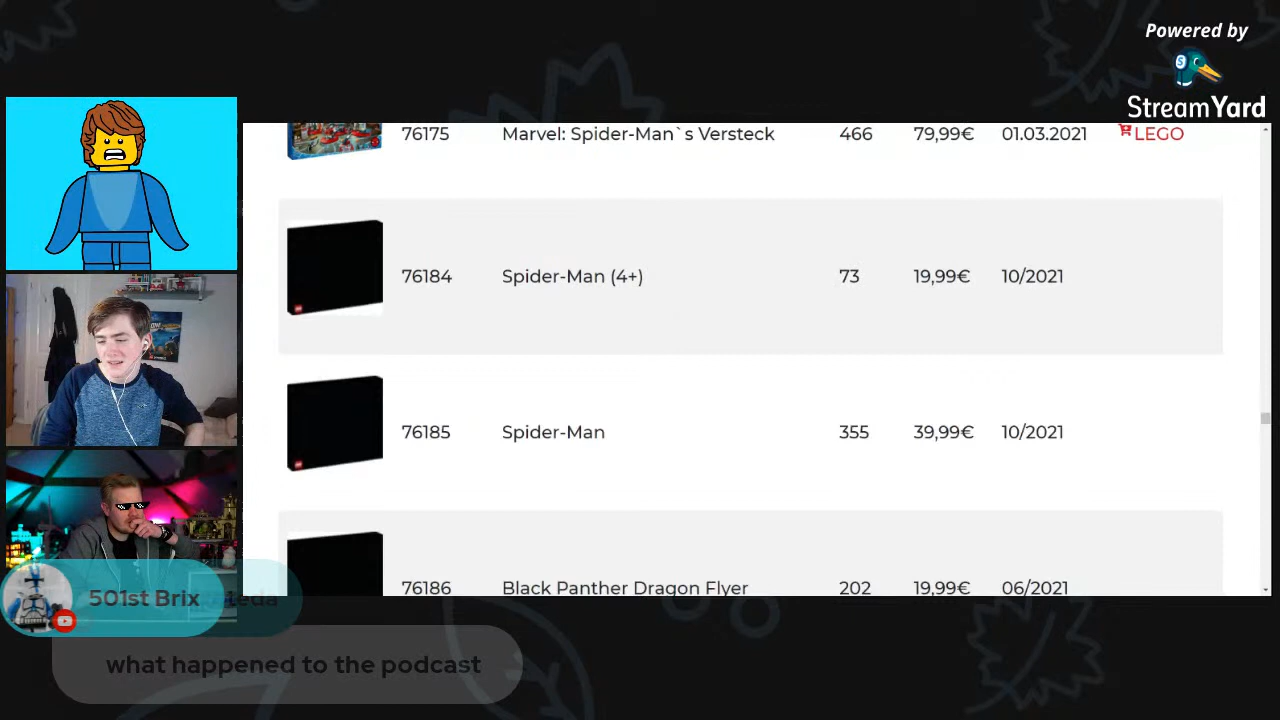 Powered by
StreamYard
76175 Marvel: Spider-Man`s Versteck 466 79,99€ 01.03.2021 LEGO
76184 Spider-Man (4+) 73 19,99€ 10/2021
76185 Spider-Man 355 39,99€ 10/2021
76186 Black Panther Dragon Flyer 202 19,99€ 06/2021
501st Brix
what happened to the podcast